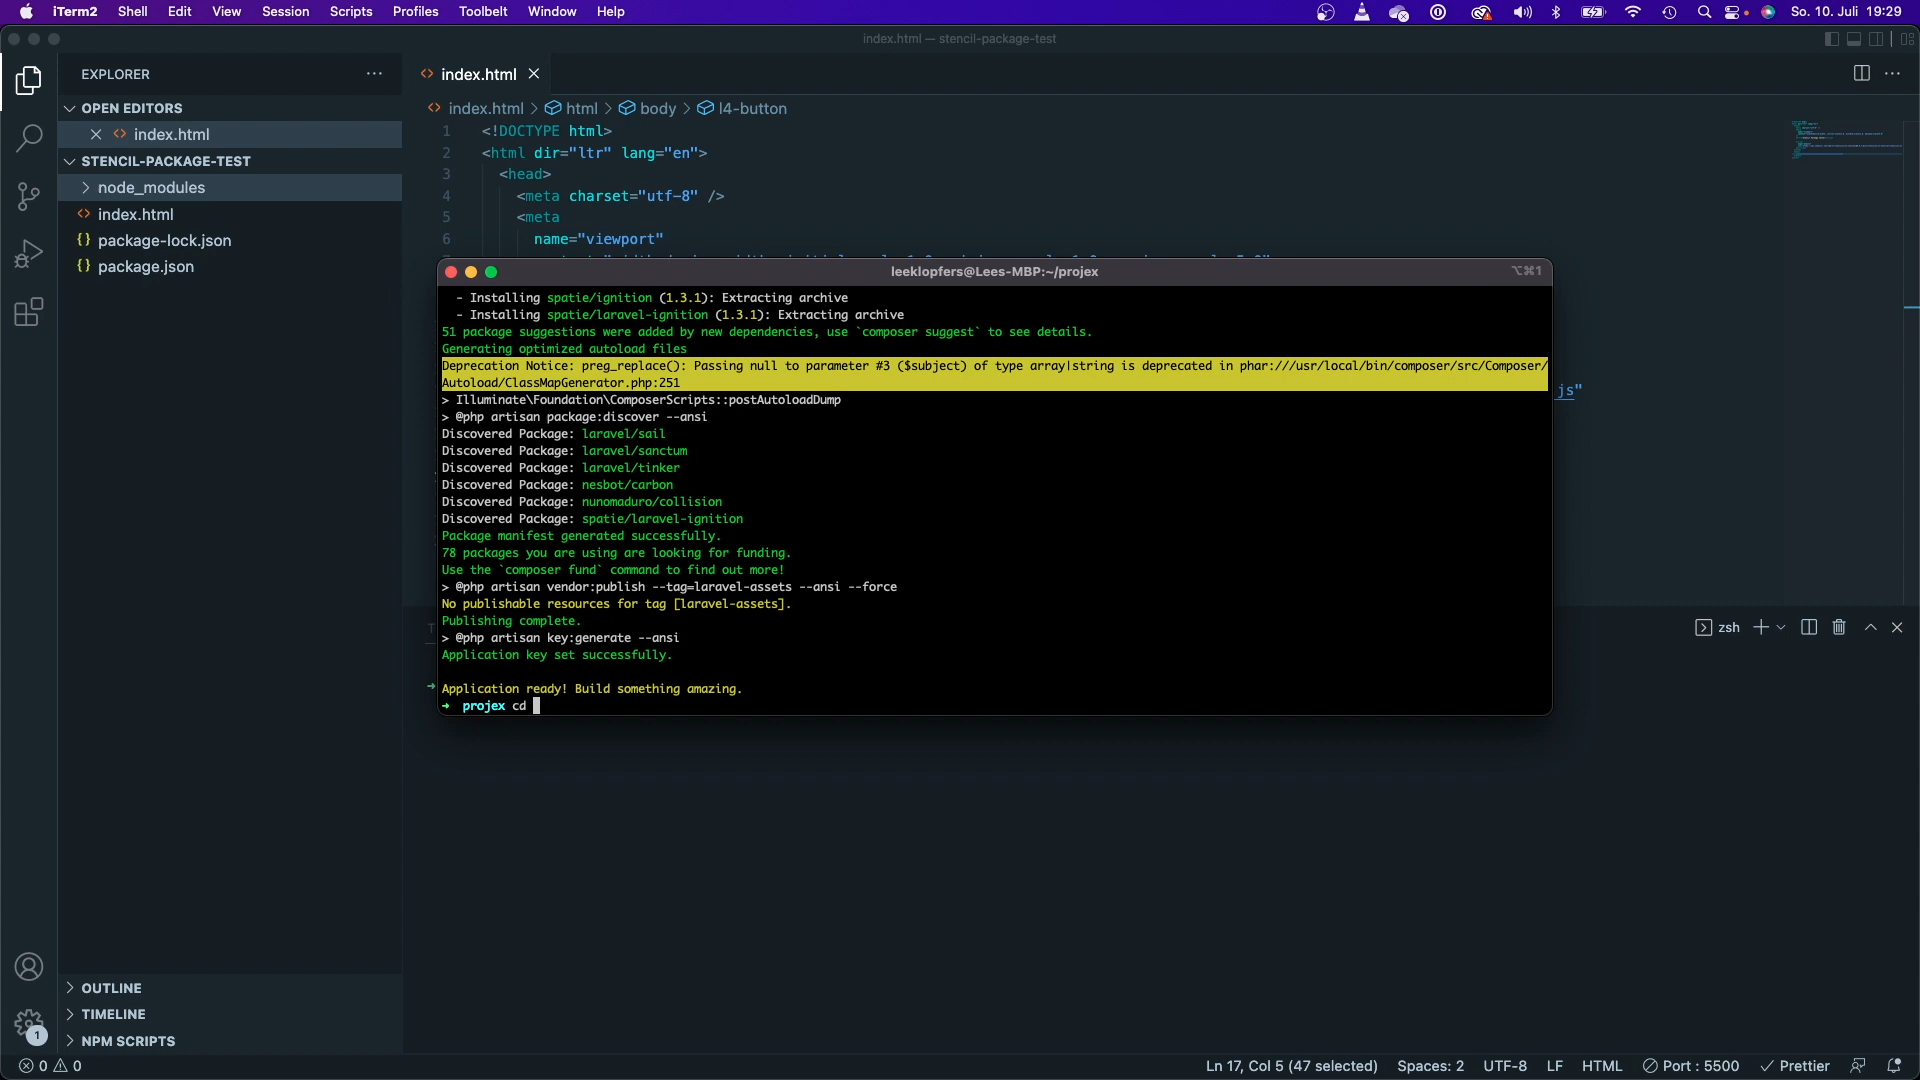 iTerm2 Shell Edit View Session Scripts Profiles Toolbelt Window Help So. 10. Juli 19:29
index.html — stencil-package-test
EXPLORER
OPEN EDITORS
index.html
STENCIL-PACKAGE-TEST
node_modules
index.html
package-lock.json
package.json
OUTLINE
TIMELINE
NPM SCRIPTS
1
index.html
index.html > html > body > l4-button
1 <!DOCTYPE html>
2 <html dir="ltr" lang="en">
3 <head>
4 <meta charset="utf-8" />
5 <meta
6 name="viewport"
js"
leeklopfers@Lees-MBP:~/projex ⌥⌘1
- Installing spatie/ignition (1.3.1): Extracting archive
- Installing spatie/laravel-ignition (1.3.1): Extracting archive
51 package suggestions were added by new dependencies, use `composer suggest` to see details.
Generating optimized autoload files
Deprecation Notice: preg_replace(): Passing null to parameter #3 ($subject) of type array|string is deprecated in phar:///usr/local/bin/composer/src/Composer/
Autoload/ClassMapGenerator.php:251
> Illuminate\Foundation\ComposerScripts::postAutoloadDump
> @php artisan package:discover --ansi
Discovered Package: laravel/sail
Discovered Package: laravel/sanctum
Discovered Package: laravel/tinker
Discovered Package: nesbot/carbon
Discovered Package: nunomaduro/collision
Discovered Package: spatie/laravel-ignition
Package manifest generated successfully.
78 packages you are using are looking for funding.
Use the `composer fund` command to find out more!
> @php artisan vendor:publish --tag=laravel-assets --ansi --force
No publishable resources for tag [laravel-assets].
Publishing complete.
> @php artisan key:generate --ansi
Application key set successfully.
Application ready! Build something amazing.
→ projex cd
zsh
0 0 Ln 17, Col 5 (47 selected) Spaces: 2 UTF-8 LF HTML Port : 5500 Prettier